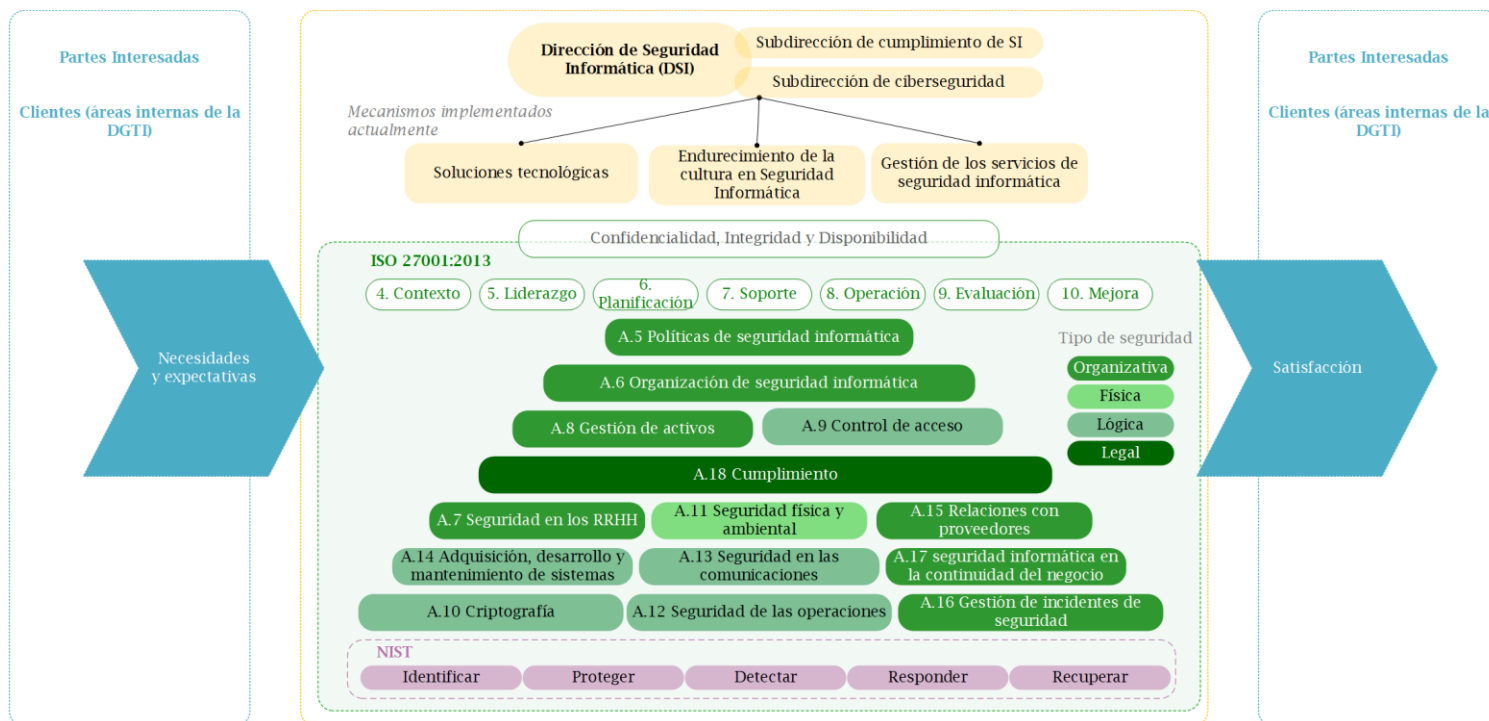 Partes Interesadas
Clientes (áreas internas de la
DGTI)
Necesidades
y expectativas
Dirección de Seguridad
Informática (DSI)
Subdirección de cumplimiento de SI
Subdirección de ciberseguridad
Mecanismos implementados
actualmente
Soluciones tecnológicas
Endurecimiento de la
cultura en Seguridad
Informática
Gestión de los servicios de
seguridad informática
Confidencialidad, Integridad y Disponibilidad
ISO 27001:2013
4. Contexto
5. Liderazgo
6.
Planificación
7. Soporte
8. Operación
9. Evaluación
10. Mejora
A.5 Políticas de seguridad informática
A.6 Organización de seguridad informática
A.8 Gestión de activos
A.9 Control de acceso
A.18 Cumplimiento
A.7 Seguridad en los RRHH
A.11 Seguridad física y
ambiental
A.15 Relaciones con
proveedores
A.14 Adquisición, desarrollo y
mantenimiento de sistemas
A.13 Seguridad en las
comunicaciones
A.17 seguridad informática en
la continuidad del negocio
A.10 Criptografía
A.12 Seguridad de las operaciones
A.16 Gestión de incidentes de
seguridad
Tipo de seguridad
Organizativa
Física
Lógica
Legal
NIST
Identificar
Proteger
Detectar
Responder
Recuperar
Partes Interesadas
Clientes (áreas internas de la
DGTI)
Satisfacción